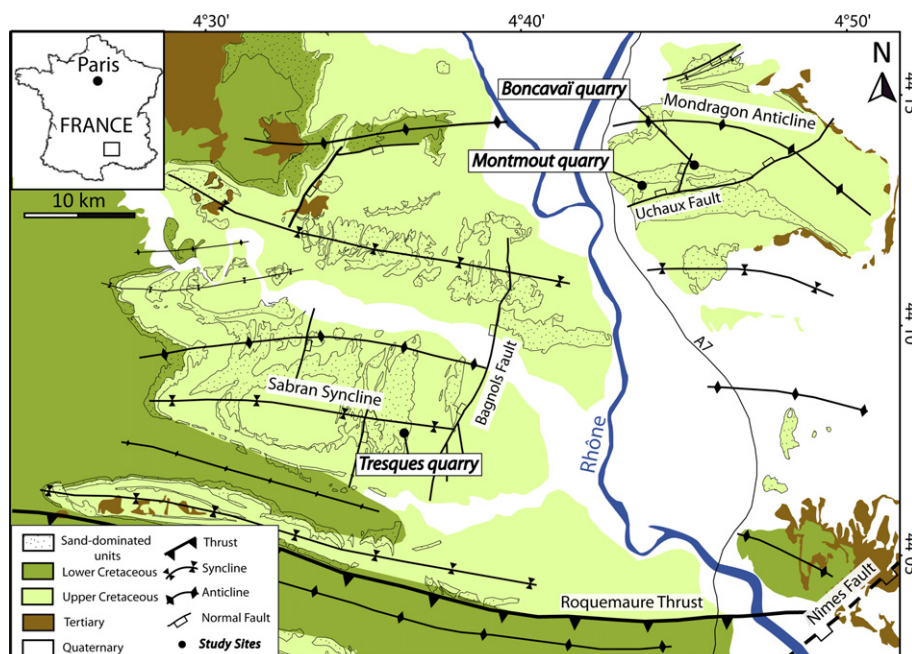 4°30'
4°40'
4°50'
Paris
FRANCE
10 km
N
Boncavaï quarry
Mondragon Anticline
Montmout quarry
Uchaux Fault
44°15
44°10
44°05
A7
Bagnols Fault
Sabran Syncline
Rhône
Tresques quarry
Roquemaure Thrust
Nîmes Fault
Sand-dominated
units
Lower Cretaceous
Upper Cretaceous
Tertiary
Quaternary
Thrust
Syncline
Anticline
Normal Fault
Study Sites